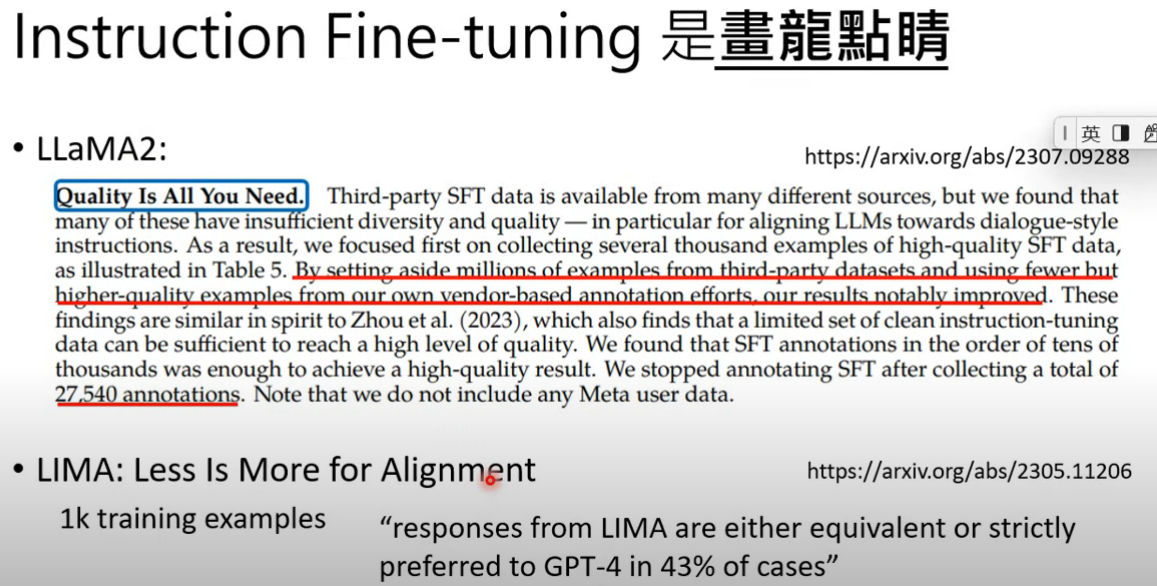 Instruction Fine-tuning 是畫龍點睛
英
• LLaMA2:
https://arxiv.org/abs/2307.09288
Quality Is All You Need. Third-party SFT data is available from many different sources, but we found that
many of these have insufficient diversity and quality — in particular for aligning LLMs towards dialogue-style
instructions. As a result, we focused first on collecting several thousand examples of high-quality SFT data,
as illustrated in Table 5. By setting aside millions of examples from third-party datasets and using fewer but
higher-quality examples from our own vendor-based annotation efforts, our results notably improved. These
findings are similar in spirit to Zhou et al. (2023), which also finds that a limited set of clean instruction-tuning
data can be sufficient to reach a high level of quality. We found that SFT annotations in the order of tens of
thousands was enough to achieve a high-quality result. We stopped annotating SFT after collecting a total of
27,540 annotations. Note that we do not include any Meta user data.
• LIMA: Less Is More for Alignment
https://arxiv.org/abs/2305.11206
1k training examples
“responses from LIMA are either equivalent or strictly
preferred to GPT-4 in 43% of cases”